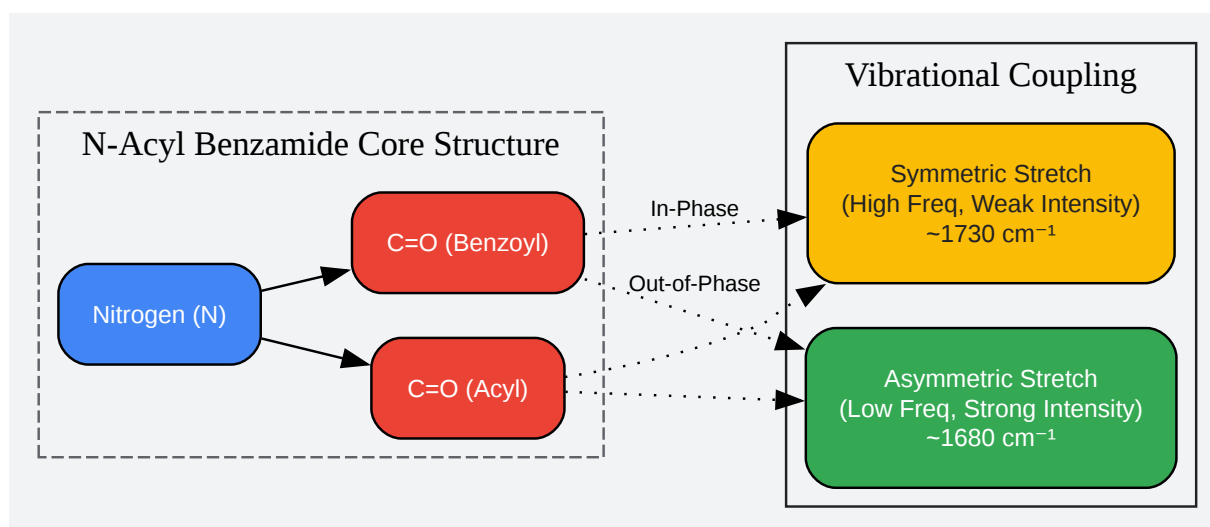 Vibrational Coupling
N-Acyl Benzamide Core Structure
Symmetric Stretch
(High Freq, Weak Intensity)
~1730 cm⁻¹
In-Phase
C=O (Benzoyl)
Out-of-Phase
Nitrogen (N)
C=O (Acyl)
Asymmetric Stretch
(Low Freq, Strong Intensity)
~1680 cm⁻¹